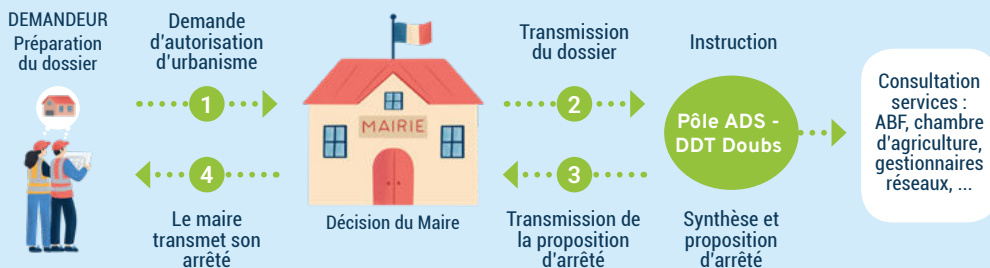 DEMANDEUR
Préparation
du dossier
Demande
d'autorisation
d'urbanisme
1
4
Le maire
transmet son
arrêté
MAIRIE
Décision du Maire
Transmission
du dossier
2
3
Transmission de
la proposition
d'arrêté
Instruction
Pôle ADS -
DDT Doubs
Synthèse et
proposition
d'arrêté
Consultation
services :
ABF, chambre
d'agriculture,
gestionnaires
réseaux, ...